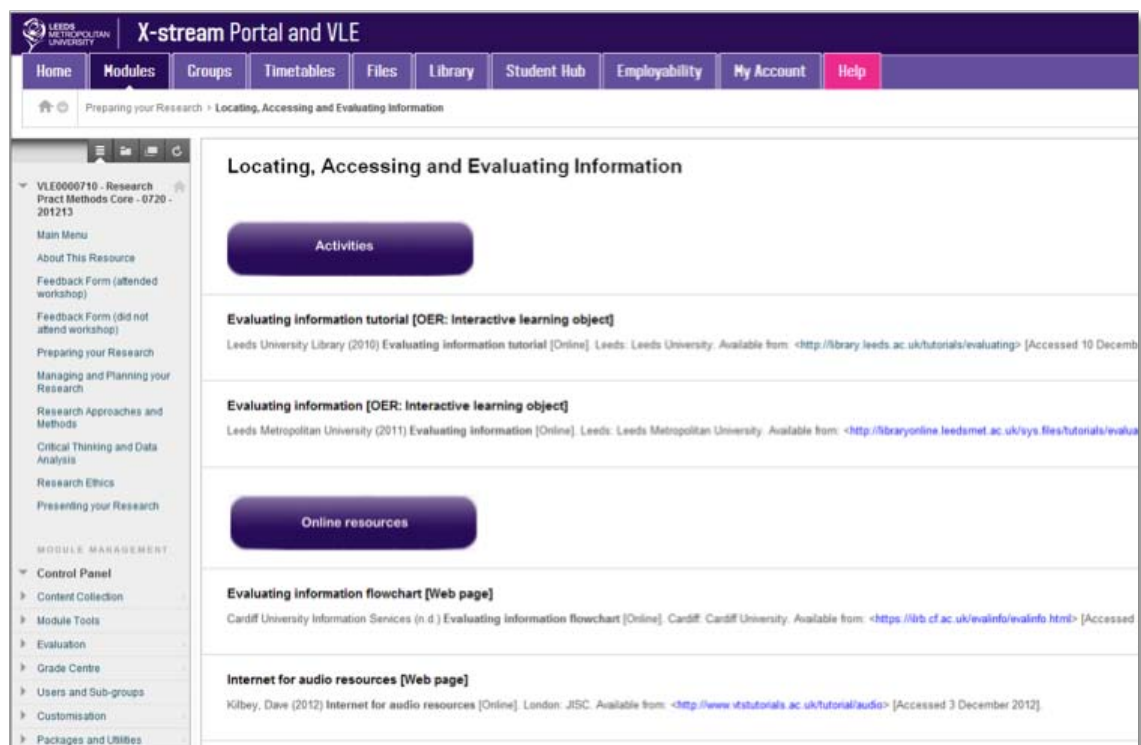 LEEDS
METROPOLITAN
UNIVERSITY
X-stream Portal and VLE
Home Modules Groups Timetables Files Library Student Hub Employability My Account Help
Preparing your Research > Locating, Accessing and Evaluating Information
VLE0000710 - Research
Pract Methods Core - 0720 -
201213
Main Menu
About This Resource
Feedback Form (attended
workshop)
Feedback Form (did not
attend workshop)
Preparing your Research
Managing and Planning your
Research
Research Approaches and
Methods
Critical Thinking and Data
Analysis
Research Ethics
Presenting your Research
MODULE MANAGEMENT
Control Panel
Content Collection
Module Tools
Evaluation
Grade Centre
Users and Sub-groups
Customisation
Packages and Utilities
Locating, Accessing and Evaluating Information
Activities
Evaluating information tutorial [OER: Interactive learning object]
Leeds University Library (2010) Evaluating information tutorial [Online]. Leeds: Leeds University. Available from: <http://library.leeds.ac.uk/tutorials/evaluating> [Accessed 10 Decemb
Evaluating information [OER: Interactive learning object]
Leeds Metropolitan University (2011) Evaluating information [Online]. Leeds: Leeds Metropolitan University. Available from: <http://libraryonline.leedsmet.ac.uk/sys.files/tutorials/evalua
Online resources
Evaluating information flowchart [Web page]
Cardiff University Information Services (n.d.) Evaluating information flowchart [Online]. Cardiff: Cardiff University. Available from: <https://ilrb.cf.ac.uk/evalinfo/evalinfo.html> [Accessed
Internet for audio resources [Web page]
Kilbey, Dave (2012) Internet for audio resources [Online]. London: JISC. Available from: <http://www.vtstutorials.ac.uk/tutorial/audio> [Accessed 3 December 2012].